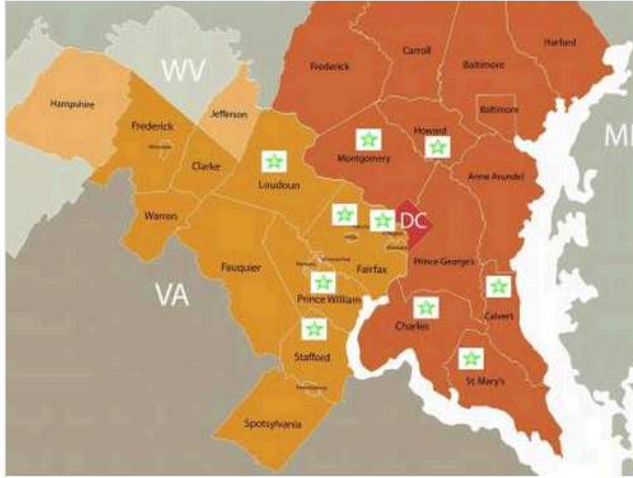 Harford
Carroll
Frederick
Baltimore
WV
Hampshire
Baltimore
Jefferson
Frederick
Howard
Montgomery
Clarke
Anne Arundel
Loudoun
Warren
DC
Prince George's
Fauquier
Fairfax
VA
Prince William
Calvert
Charles
Stafford
St. Mary's
Spotsylvania